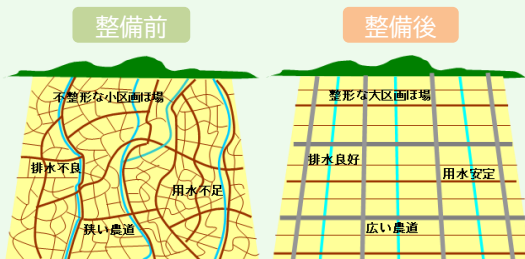 整備前
整備後
不整形な小区画ほ場
排水不良
用水不足
狭い農道
整形な大区画ほ場
排水良好
用水安定
広い農道